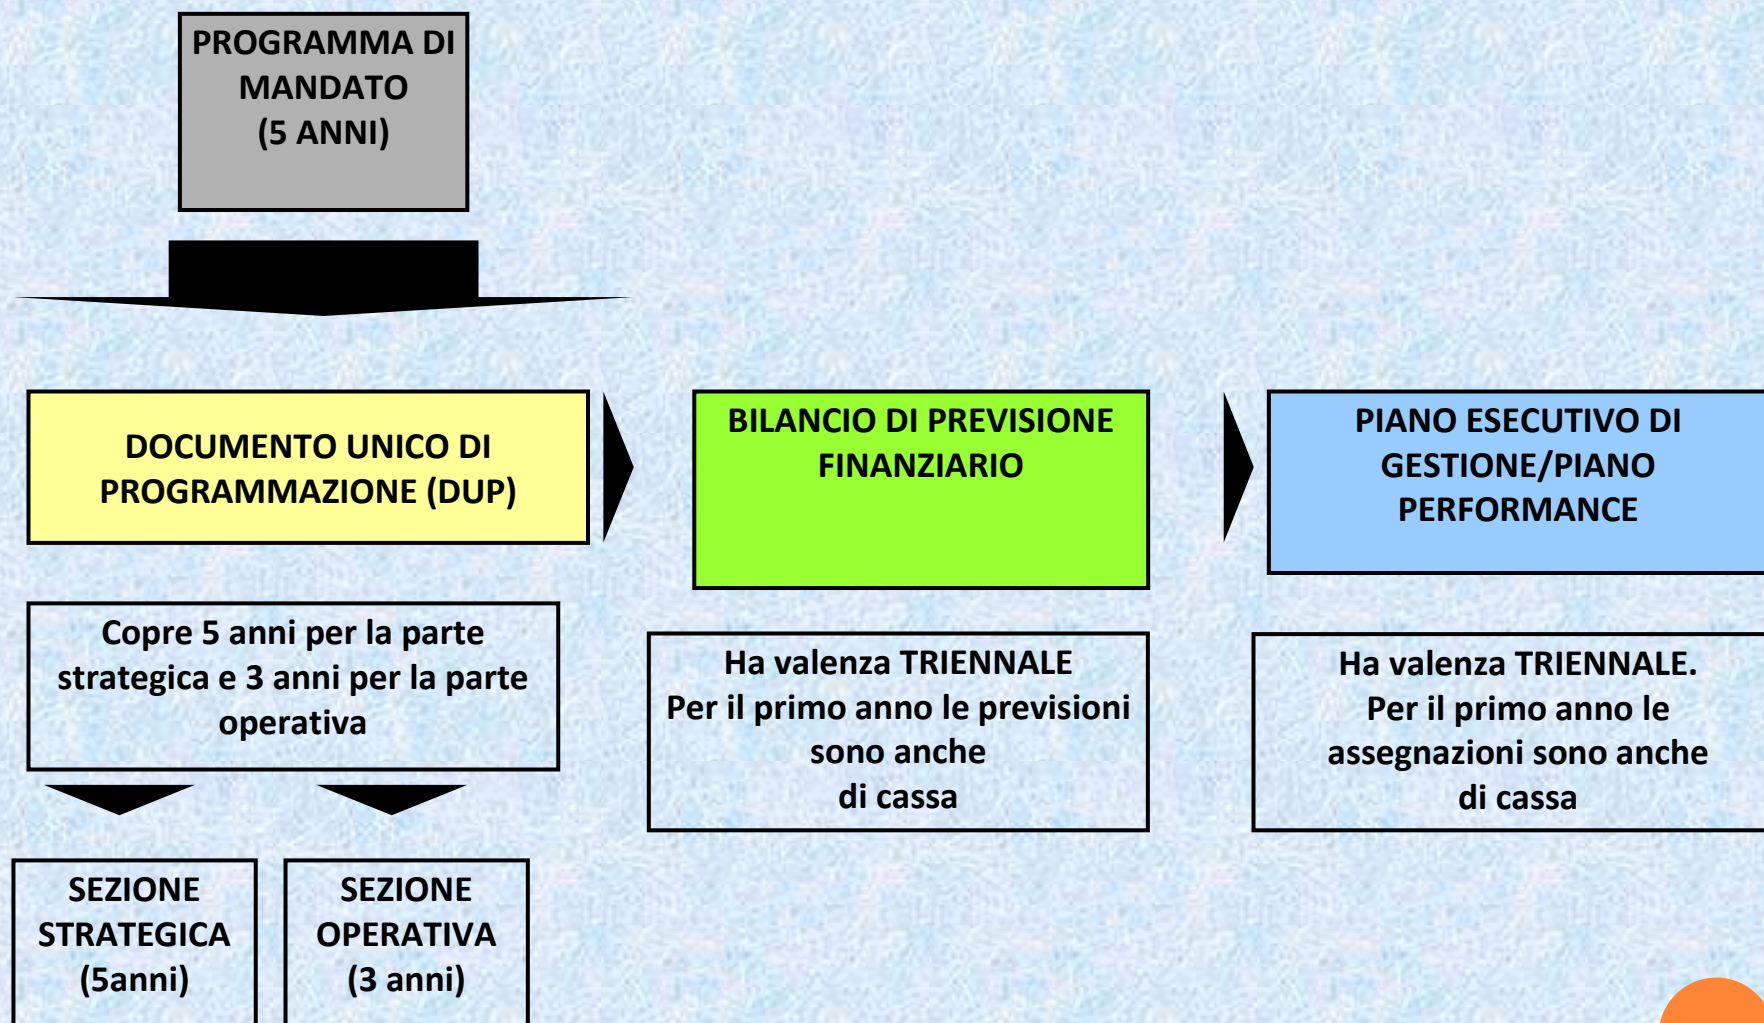 PROGRAMMA DI
MANDATO
(5 ANNI)
DOCUMENTO UNICO DI
PROGRAMMAZIONE (DUP)
BILANCIO DI PREVISIONE
FINANZIARIO
PIANO ESECUTIVO DI
GESTIONE/PIANO
PERFORMANCE
Copre 5 anni per la parte
strategica e 3 anni per la parte
operativa
Ha valenza TRIENNALE
Per il primo anno le previsioni
sono anche
di cassa
Ha valenza TRIENNALE.
Per il primo anno le
assegnazioni sono anche
di cassa
SEZIONE
STRATEGICA
(5anni)
SEZIONE
OPERATIVA
(3 anni)